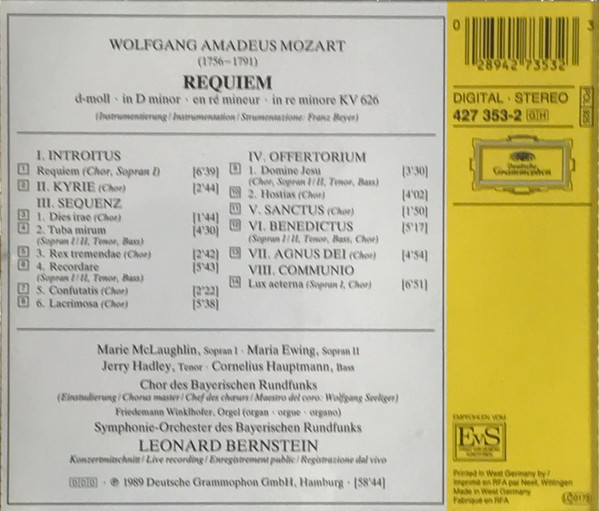 WOLFGANG AMADEUS MOZART
(1756–1791)
REQUIEM
d-moll · in D minor · en ré mineur · in re minore KV 626
(Instrumentierung / Instrumentation / Strumentazione: Franz Beyer)
I. INTROITUS
1 Requiem (Chor, Sopran I) [6'39]
2 II. KYRIE (Chor) [2'44]
III. SEQUENZ
3 1. Dies irae (Chor) [1'44]
4 2. Tuba mirum [4'30]
(Sopran I/II, Tenor, Bass)
5 3. Rex tremendae (Chor) [2'42]
6 4. Recordare [5'43]
(Sopran I/II, Tenor, Bass)
7 5. Confutatis (Chor) [2'22]
8 6. Lacrimosa (Chor) [5'38]
IV. OFFERTORIUM
9 1. Domine Jesu [3'30]
(Chor, Sopran I/II, Tenor, Bass)
10 2. Hostias (Chor) [4'02]
11 V. SANCTUS (Chor) [1'50]
12 VI. BENEDICTUS [5'17]
(Sopran I/II, Tenor, Bass, Chor)
13 VII. AGNUS DEI (Chor) [4'54]
VIII. COMMUNIO
14 Lux aeterna (Sopran I, Chor) [6'51]
Marie McLaughlin, Sopran I · Maria Ewing, Sopran II
Jerry Hadley, Tenor · Cornelius Hauptmann, Bass
Chor des Bayerischen Rundfunks
(Einstudierung / Chorus master / Chef des chœurs / Maestro del coro: Wolfgang Seeliger)
Friedemann Winklhofer, Orgel (organ · orgue · organo)
Symphonie-Orchester des Bayerischen Rundfunks
LEONARD BERNSTEIN
Konzertmitschnitt / Live recording / Enregistrement public / Registrazione dal vivo
DDD · ℗ 1989 Deutsche Grammophon GmbH, Hamburg · [58'44]
0 28942 73532 3
DIGITAL · STEREO
427 353-2 GH
Deutsche
Grammophon
EMPFOHLEN VOM
EvS
Printed in West Germany by /
Imprimé en RFA par Neef, Wittingen
Made in West Germany
Fabriqué en RFA